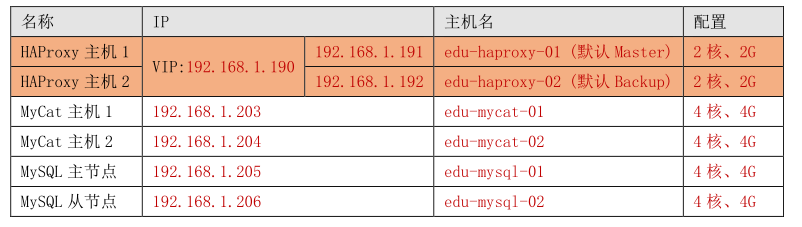 名称 IP 主机名 配置
HAProxy 主机 1 VIP:192.168.1.190 192.168.1.191 edu-haproxy-01 (默认 Master) 2 核、2G
HAProxy 主机 2 192.168.1.192 edu-haproxy-02 (默认 Backup) 2 核、2G
MyCat 主机 1 192.168.1.203 edu-mycat-01 4 核、4G
MyCat 主机 2 192.168.1.204 edu-mycat-02 4 核、4G
MySQL 主节点 192.168.1.205 edu-mysql-01 4 核、4G
MySQL 从节点 192.168.1.206 edu-mysql-02 4 核、4G